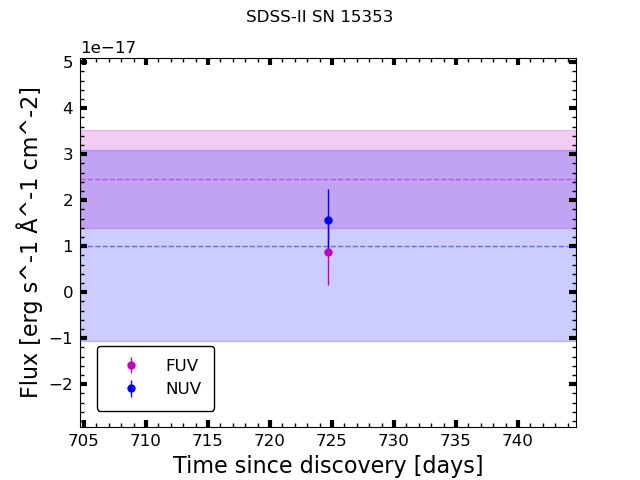 SDSS-II SN 15353
1e−17
5
4
3
2
1
0
−1
−2
Flux [erg s^-1 Å^-1 cm^-2]
FUV
NUV
705 710 715 720 725 730 735 740
Time since discovery [days]